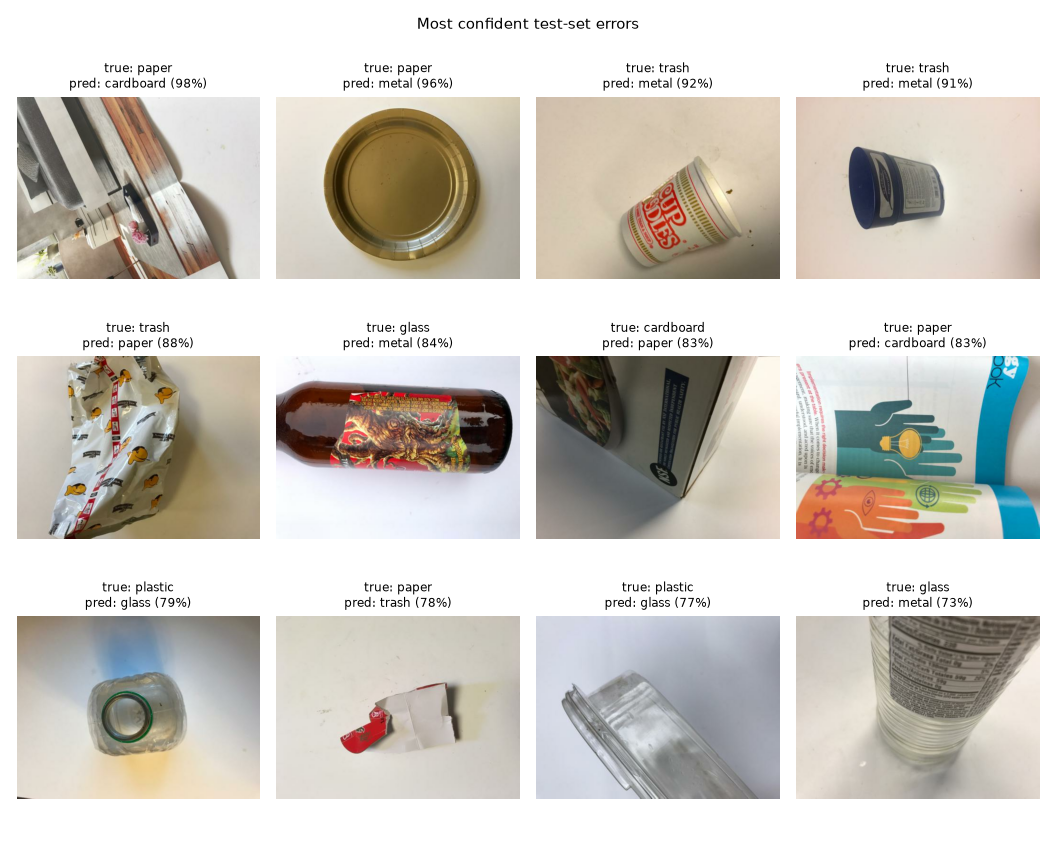 Most confident test-set errors
true: paper
pred: cardboard (98%)
true: paper
pred: metal (96%)
true: trash
pred: metal (92%)
true: trash
pred: metal (91%)
true: trash
pred: paper (88%)
true: glass
pred: metal (84%)
true: cardboard
pred: paper (83%)
true: paper
pred: cardboard (83%)
true: plastic
pred: glass (79%)
true: paper
pred: trash (78%)
true: plastic
pred: glass (77%)
true: glass
pred: metal (73%)